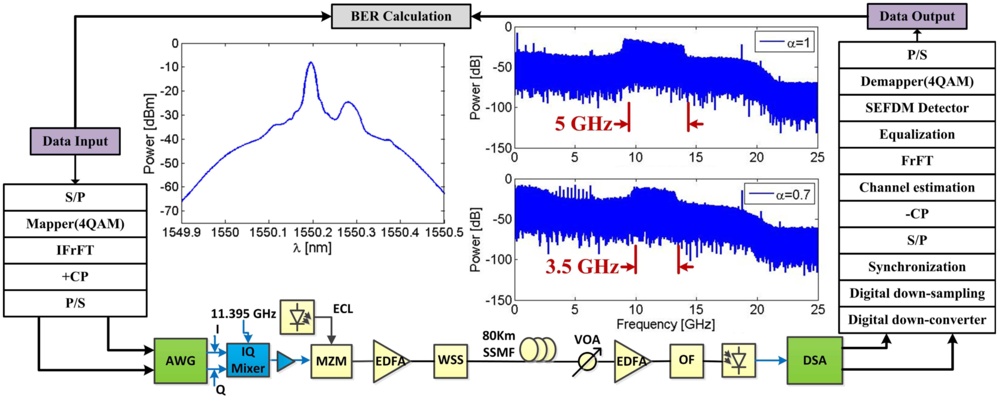 BER Calculation
Data Output
Data Input
S/P
Mapper(4QAM)
IFrFT
+CP
P/S
0
-10
-20
-30
-40
-50
-60
-70
Power [dBm]
1549.9 1550 1550.1 1550.2 1550.3 1550.4 1550.5
λ [nm]
0
-50
-100
-150
Power [dB]
α=1
5 GHz
0 5 10 15 20 25
0
-50
-100
-150
Power [dB]
α=0.7
3.5 GHz
0 5 10 15 20 25
Frequency [GHz]
P/S
Demapper(4QAM)
SEFDM Detector
Equalization
FrFT
Channel estimation
-CP
S/P
Synchronization
Digital down-sampling
Digital down-converter
AWG
I
Q
11.395 GHz
IQ
Mixer
ECL
MZM
EDFA
WSS
80Km
SSMF
VOA
EDFA
OF
DSA